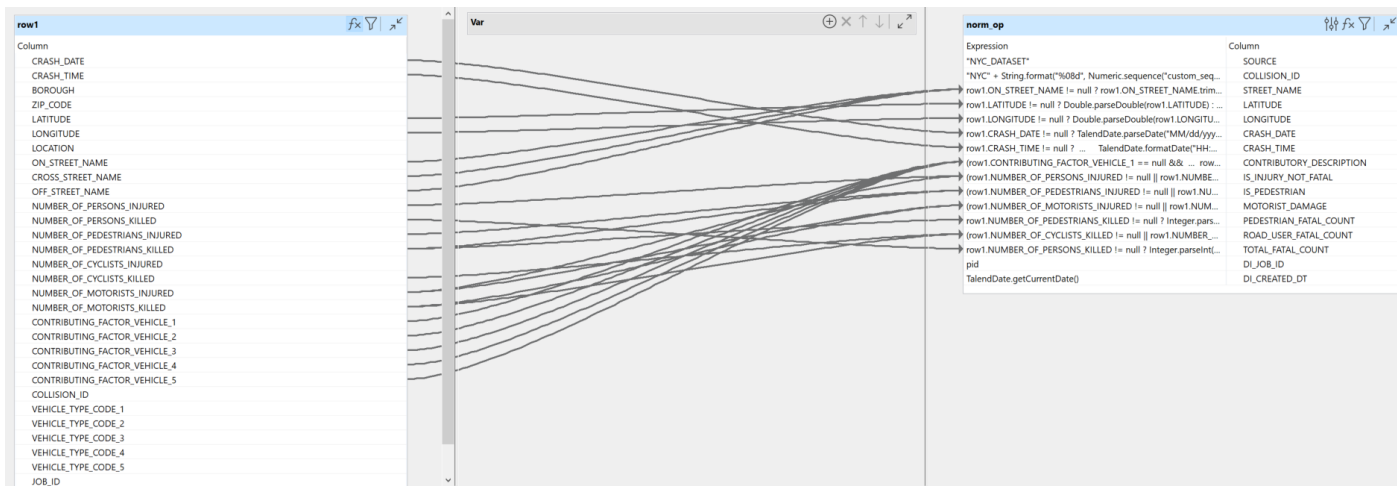 row1
Column
CRASH_DATE
CRASH_TIME
BOROUGH
ZIP_CODE
LATITUDE
LONGITUDE
LOCATION
ON_STREET_NAME
CROSS_STREET_NAME
OFF_STREET_NAME
NUMBER_OF_PERSONS_INJURED
NUMBER_OF_PERSONS_KILLED
NUMBER_OF_PEDESTRIANS_INJURED
NUMBER_OF_PEDESTRIANS_KILLED
NUMBER_OF_CYCLISTS_INJURED
NUMBER_OF_CYCLISTS_KILLED
NUMBER_OF_MOTORISTS_INJURED
NUMBER_OF_MOTORISTS_KILLED
CONTRIBUTING_FACTOR_VEHICLE_1
CONTRIBUTING_FACTOR_VEHICLE_2
CONTRIBUTING_FACTOR_VEHICLE_3
CONTRIBUTING_FACTOR_VEHICLE_4
CONTRIBUTING_FACTOR_VEHICLE_5
COLLISION_ID
VEHICLE_TYPE_CODE_1
VEHICLE_TYPE_CODE_2
VEHICLE_TYPE_CODE_3
VEHICLE_TYPE_CODE_4
VEHICLE_TYPE_CODE_5
JOB_ID
Var
norm_op
Expression Column
"NYC_DATASET" SOURCE
"NYC" + String.format("%08d", Numeric.sequence("custom_seq... COLLISION_ID
row1.ON_STREET_NAME != null ? row1.ON_STREET_NAME.trim... STREET_NAME
row1.LATITUDE != null ? Double.parseDouble(row1.LATITUDE) : ... LATITUDE
row1.LONGITUDE != null ? Double.parseDouble(row1.LONGITU... LONGITUDE
row1.CRASH_DATE != null ? TalendDate.parseDate("MM/dd/yyy... CRASH_DATE
row1.CRASH_TIME != null ? ... TalendDate.formatDate("HH:... CRASH_TIME
(row1.CONTRIBUTING_FACTOR_VEHICLE_1 == null && ... row... CONTRIBUTORY_DESCRIPTION
(row1.NUMBER_OF_PERSONS_INJURED != null || row1.NUMBE... IS_INJURY_NOT_FATAL
(row1.NUMBER_OF_PEDESTRIANS_INJURED != null || row1.NU... IS_PEDESTRIAN
(row1.NUMBER_OF_MOTORISTS_INJURED != null || row1.NUM... MOTORIST_DAMAGE
row1.NUMBER_OF_PEDESTRIANS_KILLED != null ? Integer.pars... PEDESTRIAN_FATAL_COUNT
(row1.NUMBER_OF_CYCLISTS_KILLED != null || row1.NUMBER_... ROAD_USER_FATAL_COUNT
row1.NUMBER_OF_PERSONS_KILLED != null ? Integer.parseInt(... TOTAL_FATAL_COUNT
pid DI_JOB_ID
TalendDate.getCurrentDate() DI_CREATED_DT